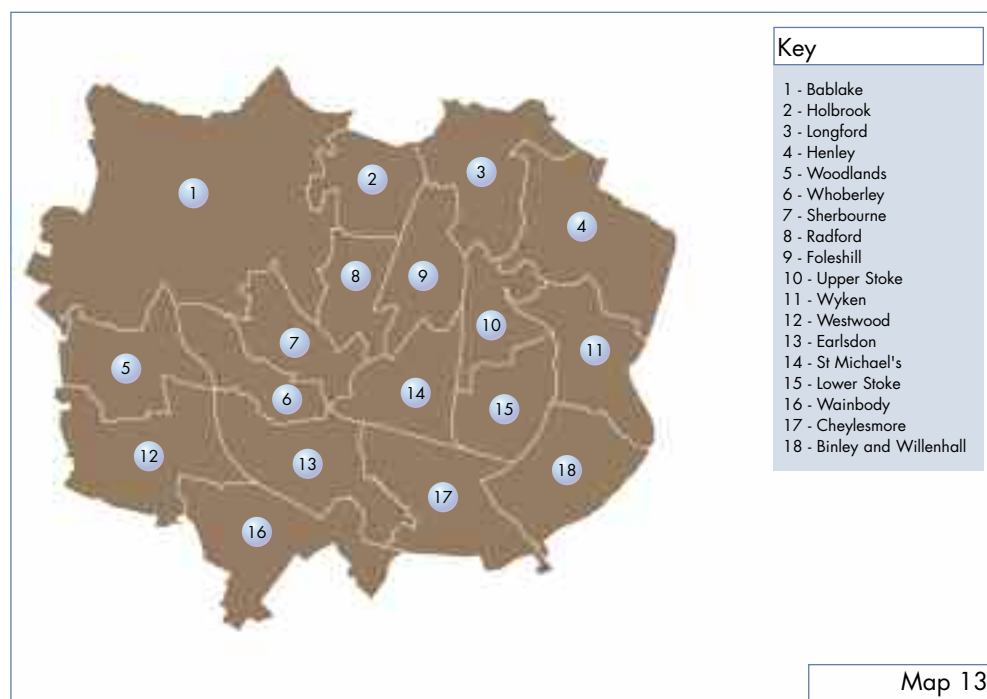 Key
1 - Bablake
2 - Holbrook
3 - Longford
4 - Henley
5 - Woodlands
6 - Whoberley
7 - Sherbourne
8 - Radford
9 - Foleshill
10 - Upper Stoke
11 - Wyken
12 - Westwood
13 - Earlsdon
14 - St Michael's
15 - Lower Stoke
16 - Wainbody
17 - Cheylesmore
18 - Binley and Willenhall
1
2
3
4
8
9
10
7
11
5
6
14
15
12
13
18
17
16
Map 13